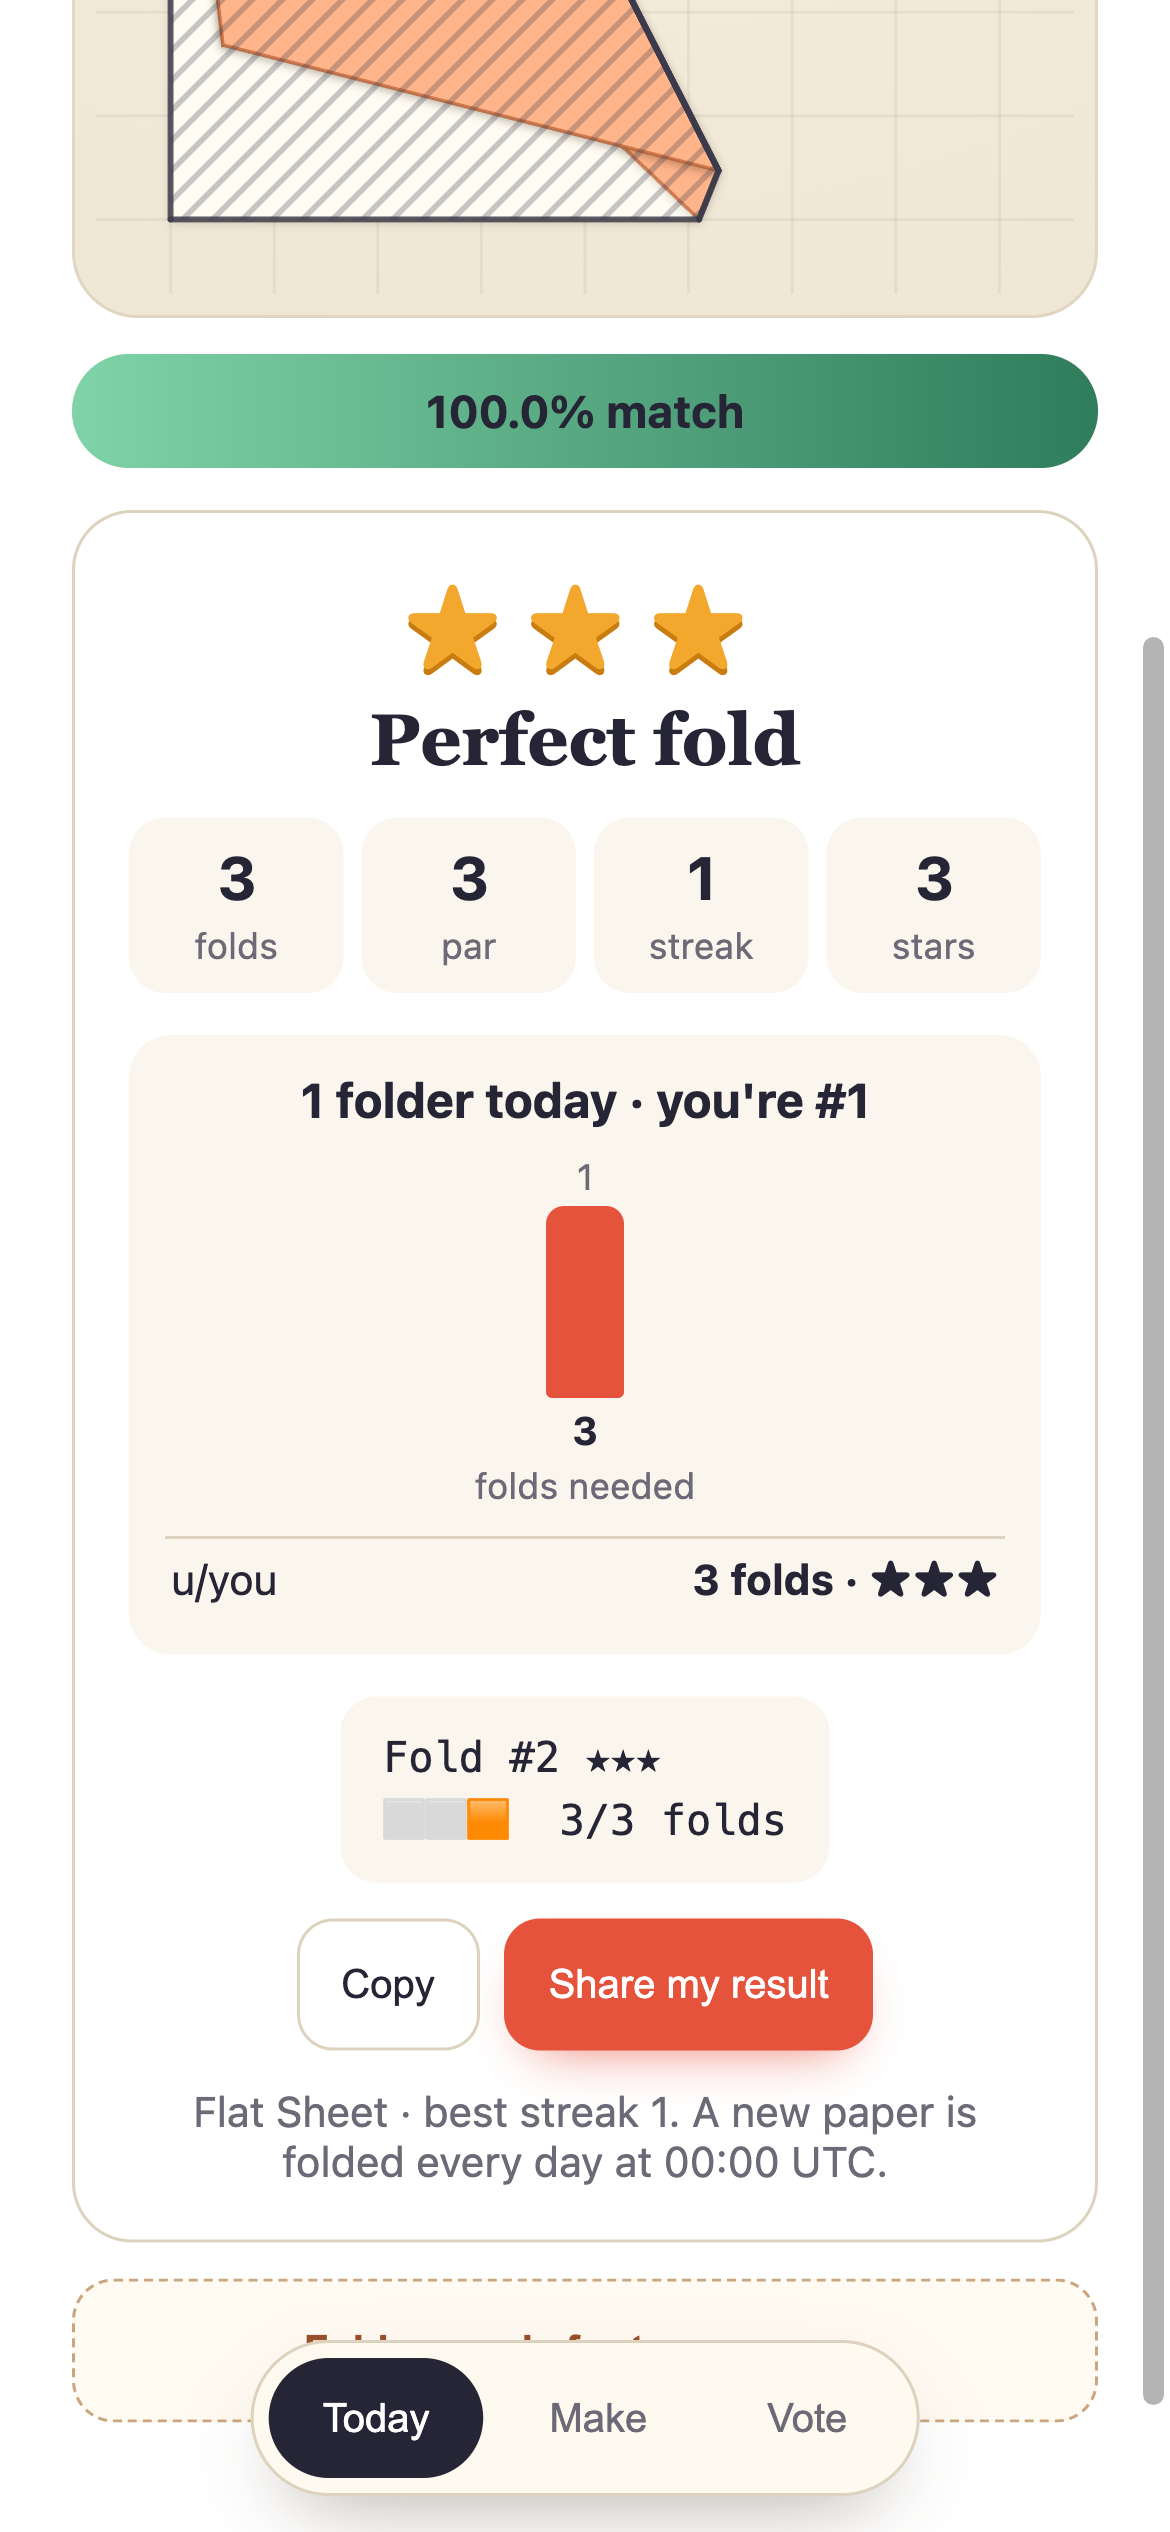 100.0% match
Perfect fold
3
folds
3
par
1
streak
3
stars
1 folder today · you're #1
1
3
folds needed
u/you
3 folds · ★★★
Fold #2 ★★★
3/3 folds
Copy
Share my result
Flat Sheet · best streak 1. A new paper is
folded every day at 00:00 UTC.
Today
Make
Vote